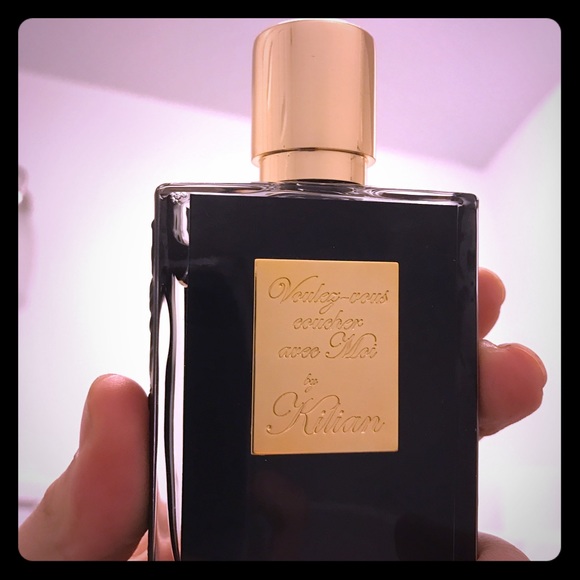 Voulez-vous
coucher
avec Moi
by
Kilian